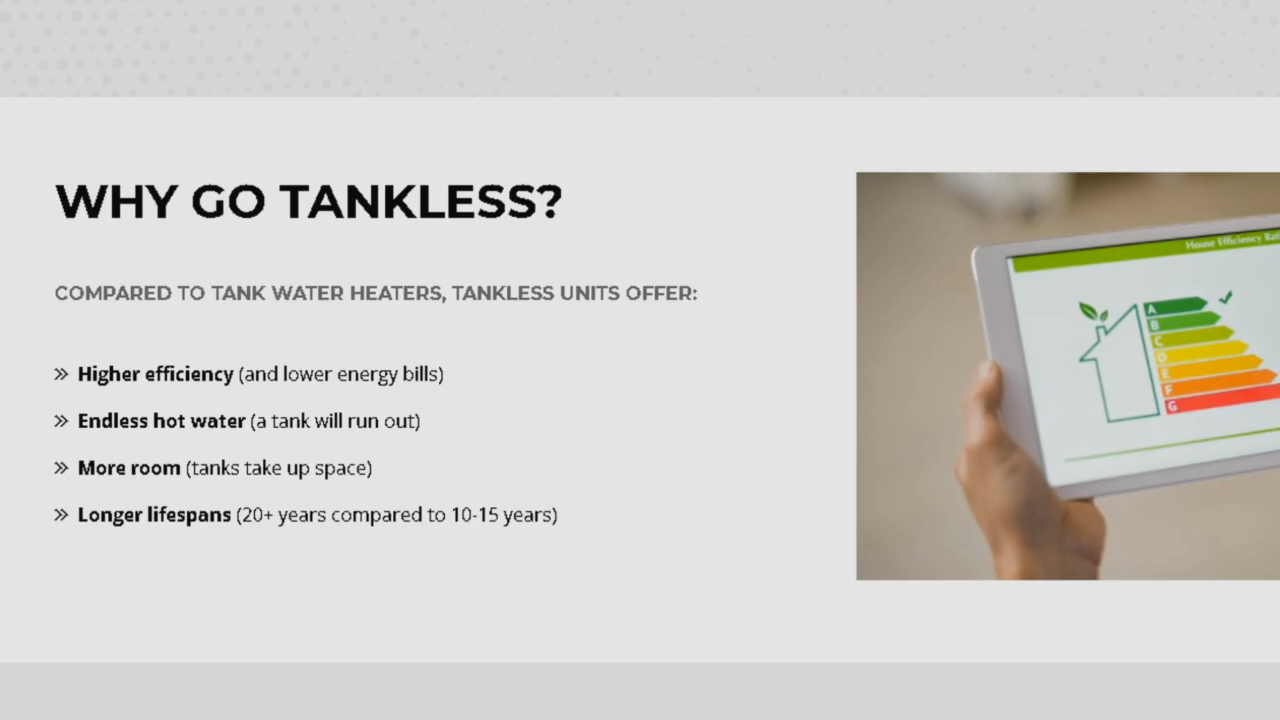 WHY GO TANKLESS?
COMPARED TO TANK WATER HEATERS, TANKLESS UNITS OFFER:
» Higher efficiency (and lower energy bills)
» Endless hot water (a tank will run out)
» More room (tanks take up space)
» Longer lifespans (20+ years compared to 10-15 years)
House Efficiency
A
B
C
D
E
F
G